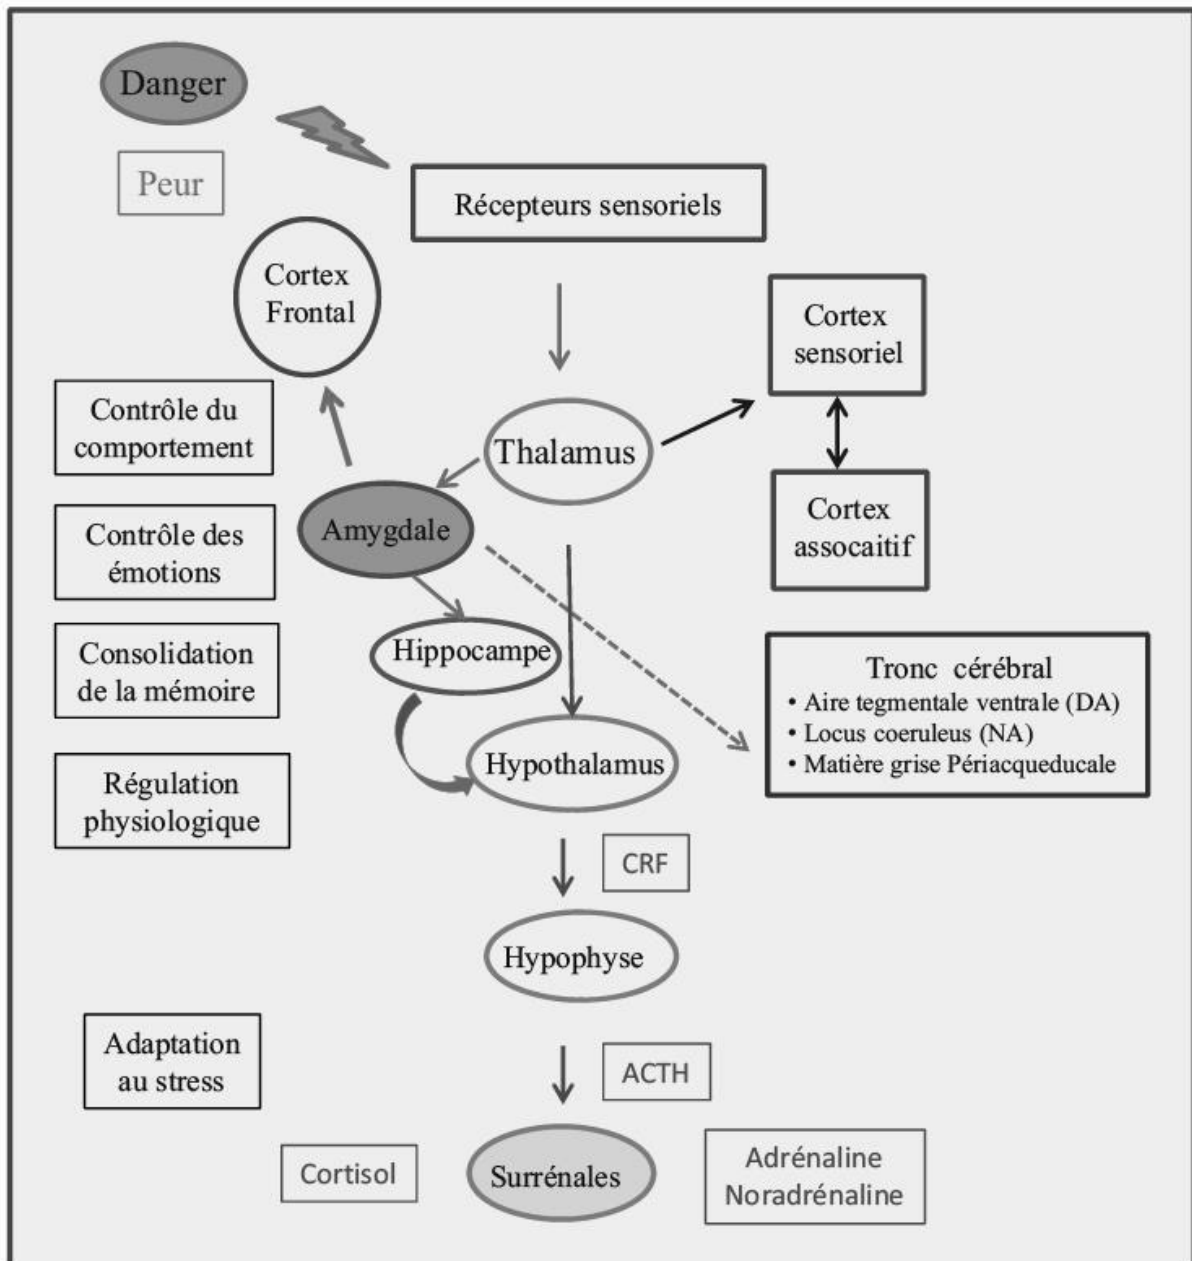 Danger
Peur
Récepteurs sensoriels
Cortex
Frontal
Cortex
sensoriel
Contrôle du
comportement
Thalamus
Cortex
assocaitif
Amygdale
Contrôle des
émotions
Hippocampe
Consolidation
de la mémoire
Tronc cérébral
• Aire tegmentale ventrale (DA)
• Locus coeruleus (NA)
• Matière grise Périacqueducale
Hypothalamus
Régulation
physiologique
CRF
Hypophyse
Adaptation
au stress
ACTH
Cortisol
Surrénales
Adrénaline
Noradrénaline